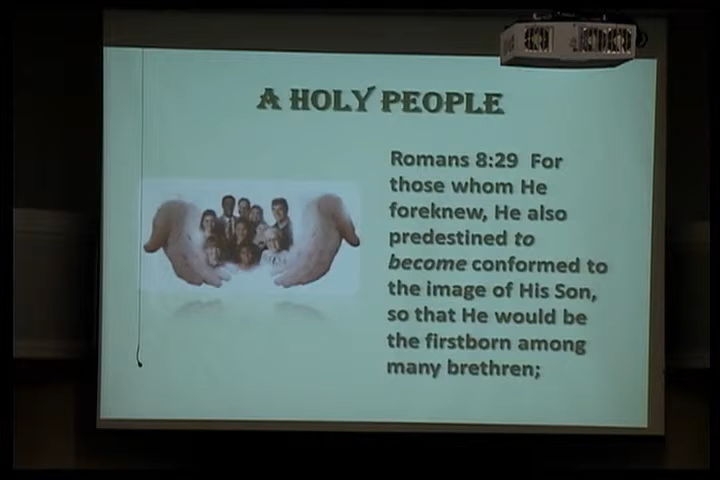 A HOLY PEOPLE
Romans 8:29 For
those whom He
foreknew, He also
predestined to
become conformed to
the image of His Son,
so that He would be
the firstborn among
many brethren;